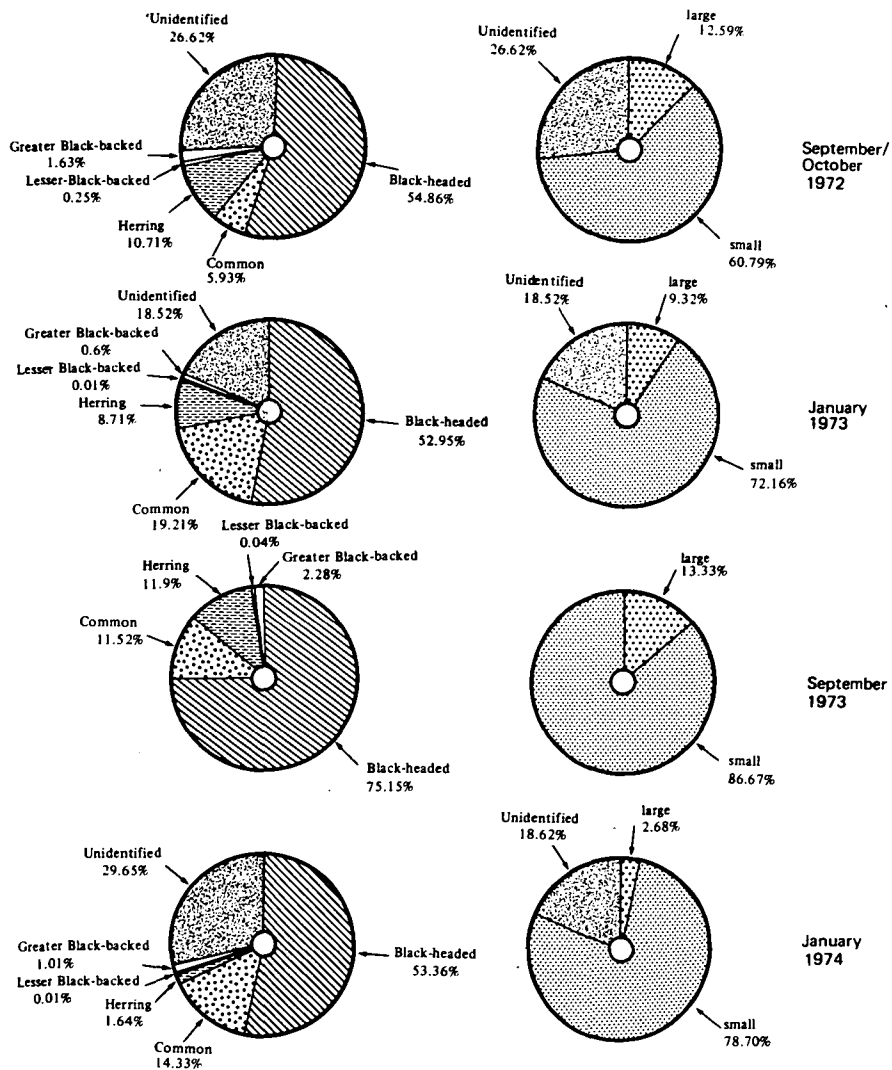 Unidentified
26.62%
Greater Black-backed
1.63%
Lesser-Black-backed
0.25%
Herring
10.71%
Common
5.93%
Black-headed
54.86%
Unidentified
26.62%
large
12.59%
small
60.79%
September/
October
1972
Unidentified
18.52%
Greater Black-backed
0.6%
Lesser Black-backed
0.01%
Herring
8.71%
Common
19.21%
Black-headed
52.95%
Unidentified
18.52%
large
9.32%
small
72.16%
January
1973
Lesser Black-backed
0.04%
Greater Black-backed
2.28%
Herring
11.9%
Common
11.52%
Black-headed
75.15%
large
13.33%
small
86.67%
September
1973
Unidentified
29.65%
Greater Black-backed
1.01%
Lesser Black-backed
0.01%
Herring
1.64%
Common
14.33%
Black-headed
53.36%
Unidentified
18.62%
large
2.68%
small
78.70%
January
1974